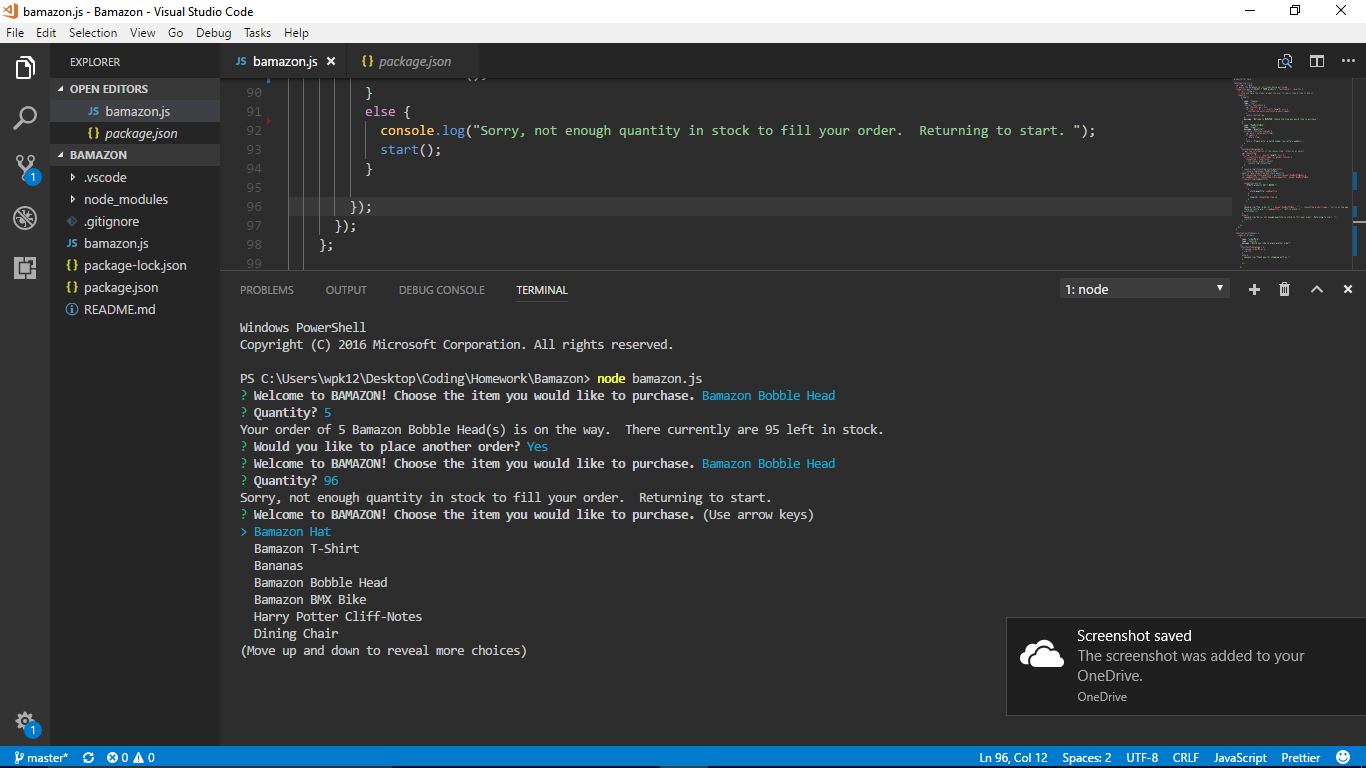 bamazon.js - Bamazon - Visual Studio Code
File Edit Selection View Go Debug Tasks Help
EXPLORER
OPEN EDITORS
JS bamazon.js
{} package.json
BAMAZON
.vscode
node_modules
.gitignore
JS bamazon.js
{} package-lock.json
{} package.json
README.md
1
1
JS bamazon.js
{} package.json
90 }
91 else {
92 console.log("Sorry, not enough quantity in stock to fill your order.  Returning to start. ");
93 start();
94 }
95
96 });
97 });
98 };
99
PROBLEMS OUTPUT DEBUG CONSOLE TERMINAL
1: node
Windows PowerShell
Copyright (C) 2016 Microsoft Corporation. All rights reserved.
PS C:\Users\wpk12\Desktop\Coding\Homework\Bamazon> node bamazon.js
? Welcome to BAMAZON! Choose the item you would like to purchase. Bamazon Bobble Head
? Quantity? 5
Your order of 5 Bamazon Bobble Head(s) is on the way.  There currently are 95 left in stock.
? Would you like to place another order? Yes
? Welcome to BAMAZON! Choose the item you would like to purchase. Bamazon Bobble Head
? Quantity? 96
Sorry, not enough quantity in stock to fill your order.  Returning to start.
? Welcome to BAMAZON! Choose the item you would like to purchase. (Use arrow keys)
> Bamazon Hat
Bamazon T-Shirt
Bananas
Bamazon Bobble Head
Bamazon BMX Bike
Harry Potter Cliff-Notes
Dining Chair
(Move up and down to reveal more choices)
Screenshot saved
The screenshot was added to your
OneDrive.
OneDrive
master* 0 0 Ln 96, Col 12 Spaces: 2 UTF-8 CRLF JavaScript Prettier